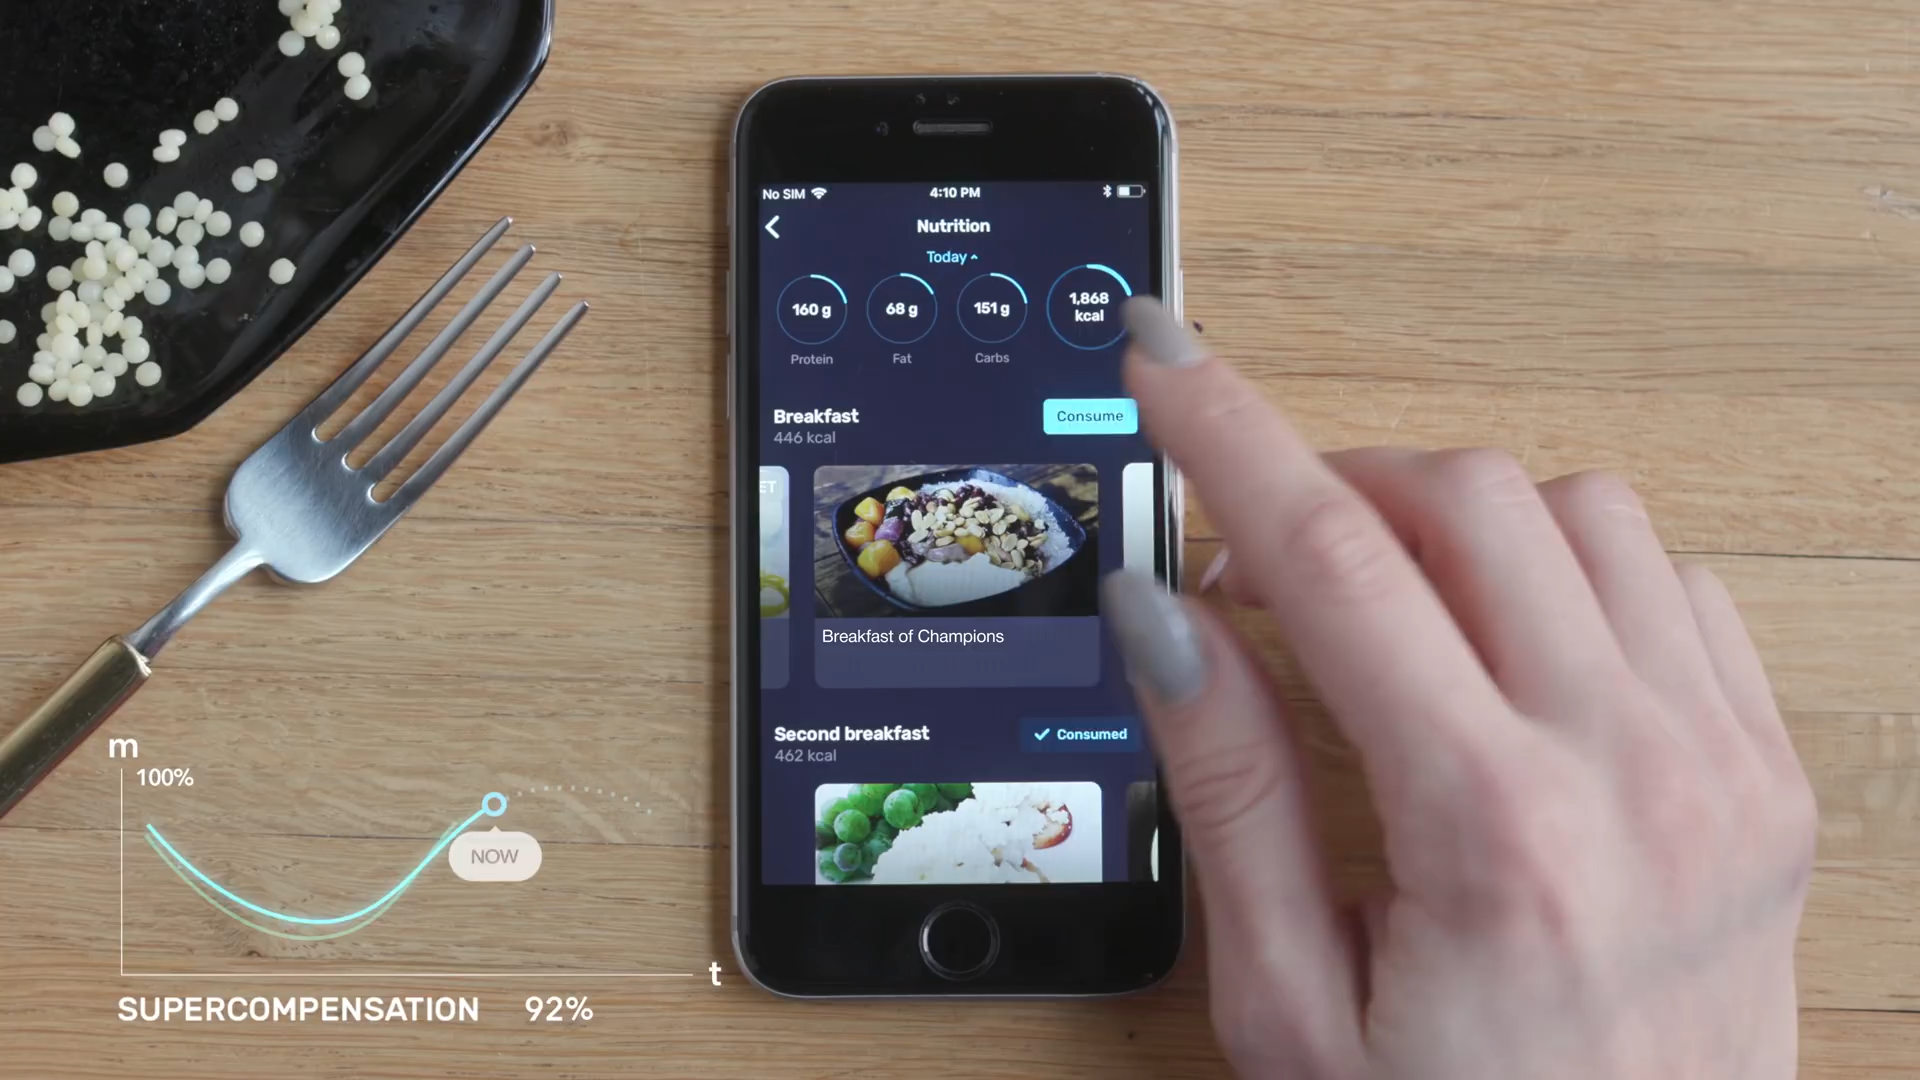 No SIM
4:10 PM
Nutrition
Today
160 g
68 g
151 g
1,868
kcal
Protein
Fat
Carbs
Breakfast
446 kcal
Consume
ET
Breakfast of Champions
Second breakfast
462 kcal
Consumed
m
100%
NOW
t
SUPERCOMPENSATION 92%